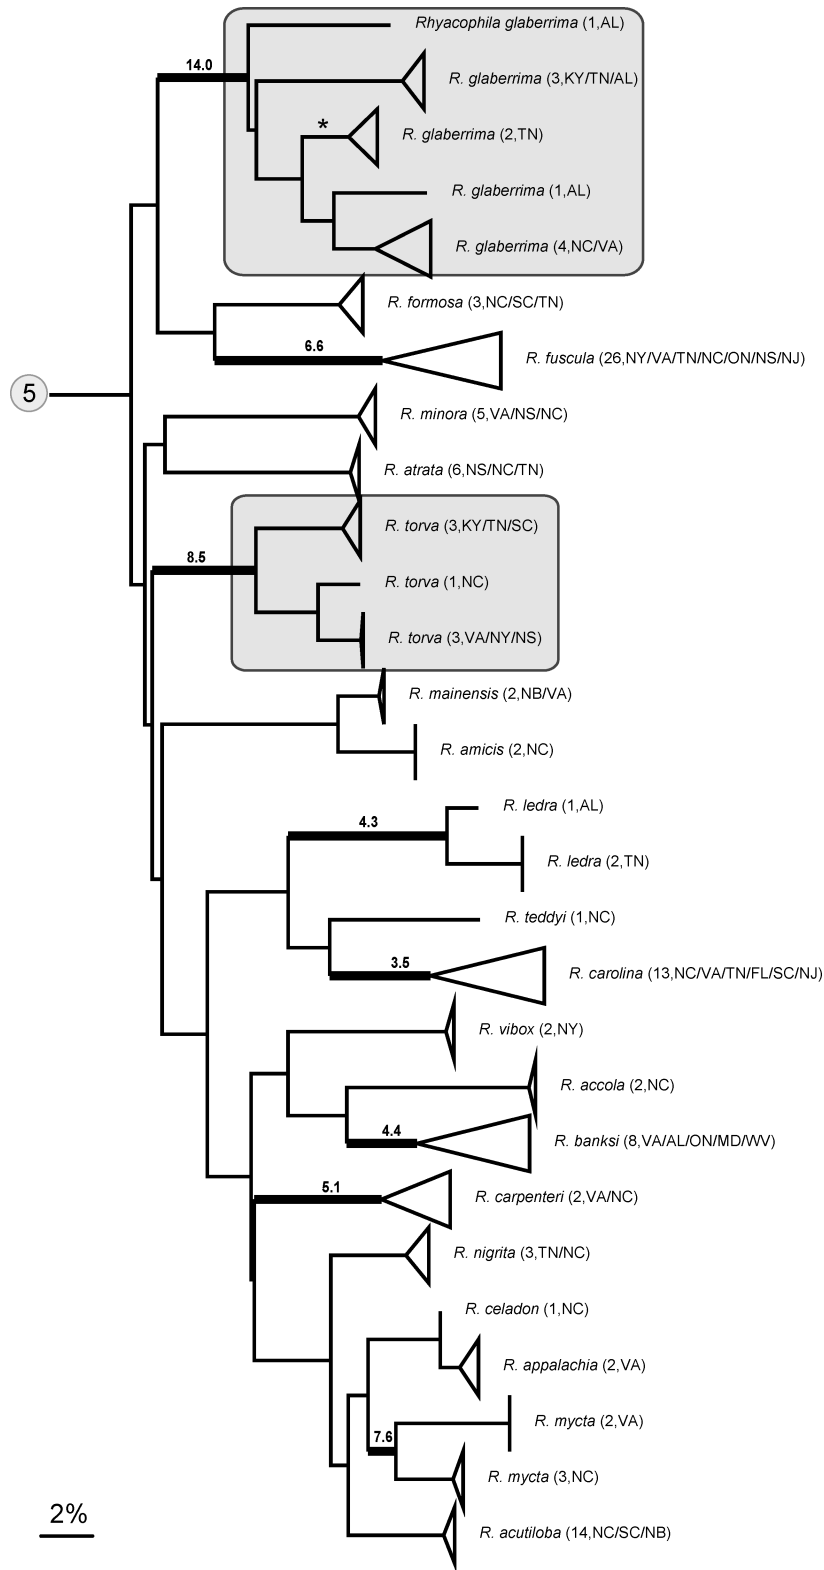 Rhyacophila glaberrima (1,AL)
14.0
R. glaberrima (3,KY/TN/AL)
*
R. glaberrima (2,TN)
R. glaberrima (1,AL)
R. glaberrima (4,NC/VA)
R. formosa (3,NC/SC/TN)
6.6
R. fuscula (26,NY/VA/TN/NC/ON/NS/NJ)
5
R. minora (5,VA/NS/NC)
R. atrata (6,NS/NC/TN)
R. torva (3,KY/TN/SC)
8.5
R. torva (1,NC)
R. torva (3,VA/NY/NS)
R. mainensis (2,NB/VA)
R. amicis (2,NC)
R. ledra (1,AL)
4.3
R. ledra (2,TN)
R. teddyi (1,NC)
3.5
R. carolina (13,NC/VA/TN/FL/SC/NJ)
R. vibox (2,NY)
R. accola (2,NC)
4.4
R. banksi (8,VA/AL/ON/MD/WV)
5.1
R. carpenteri (2,VA/NC)
R. nigrita (3,TN/NC)
R. celadon (1,NC)
R. appalachia (2,VA)
R. mycta (2,VA)
7.6
R. mycta (3,NC)
2%
R. acutiloba (14,NC/SC/NB)